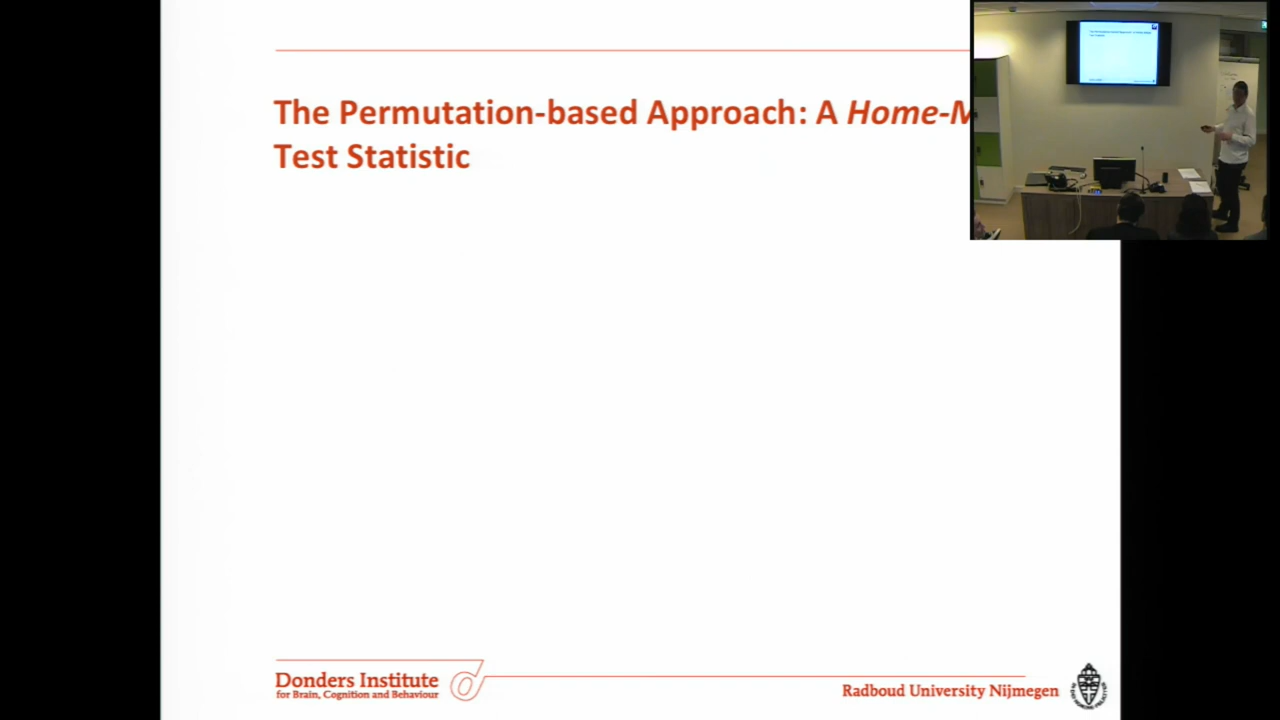 The Permutation-based Approach: A Home-M
Test Statistic
Donders Institute
for Brain, Cognition and Behaviour
Radboud University Nijmegen